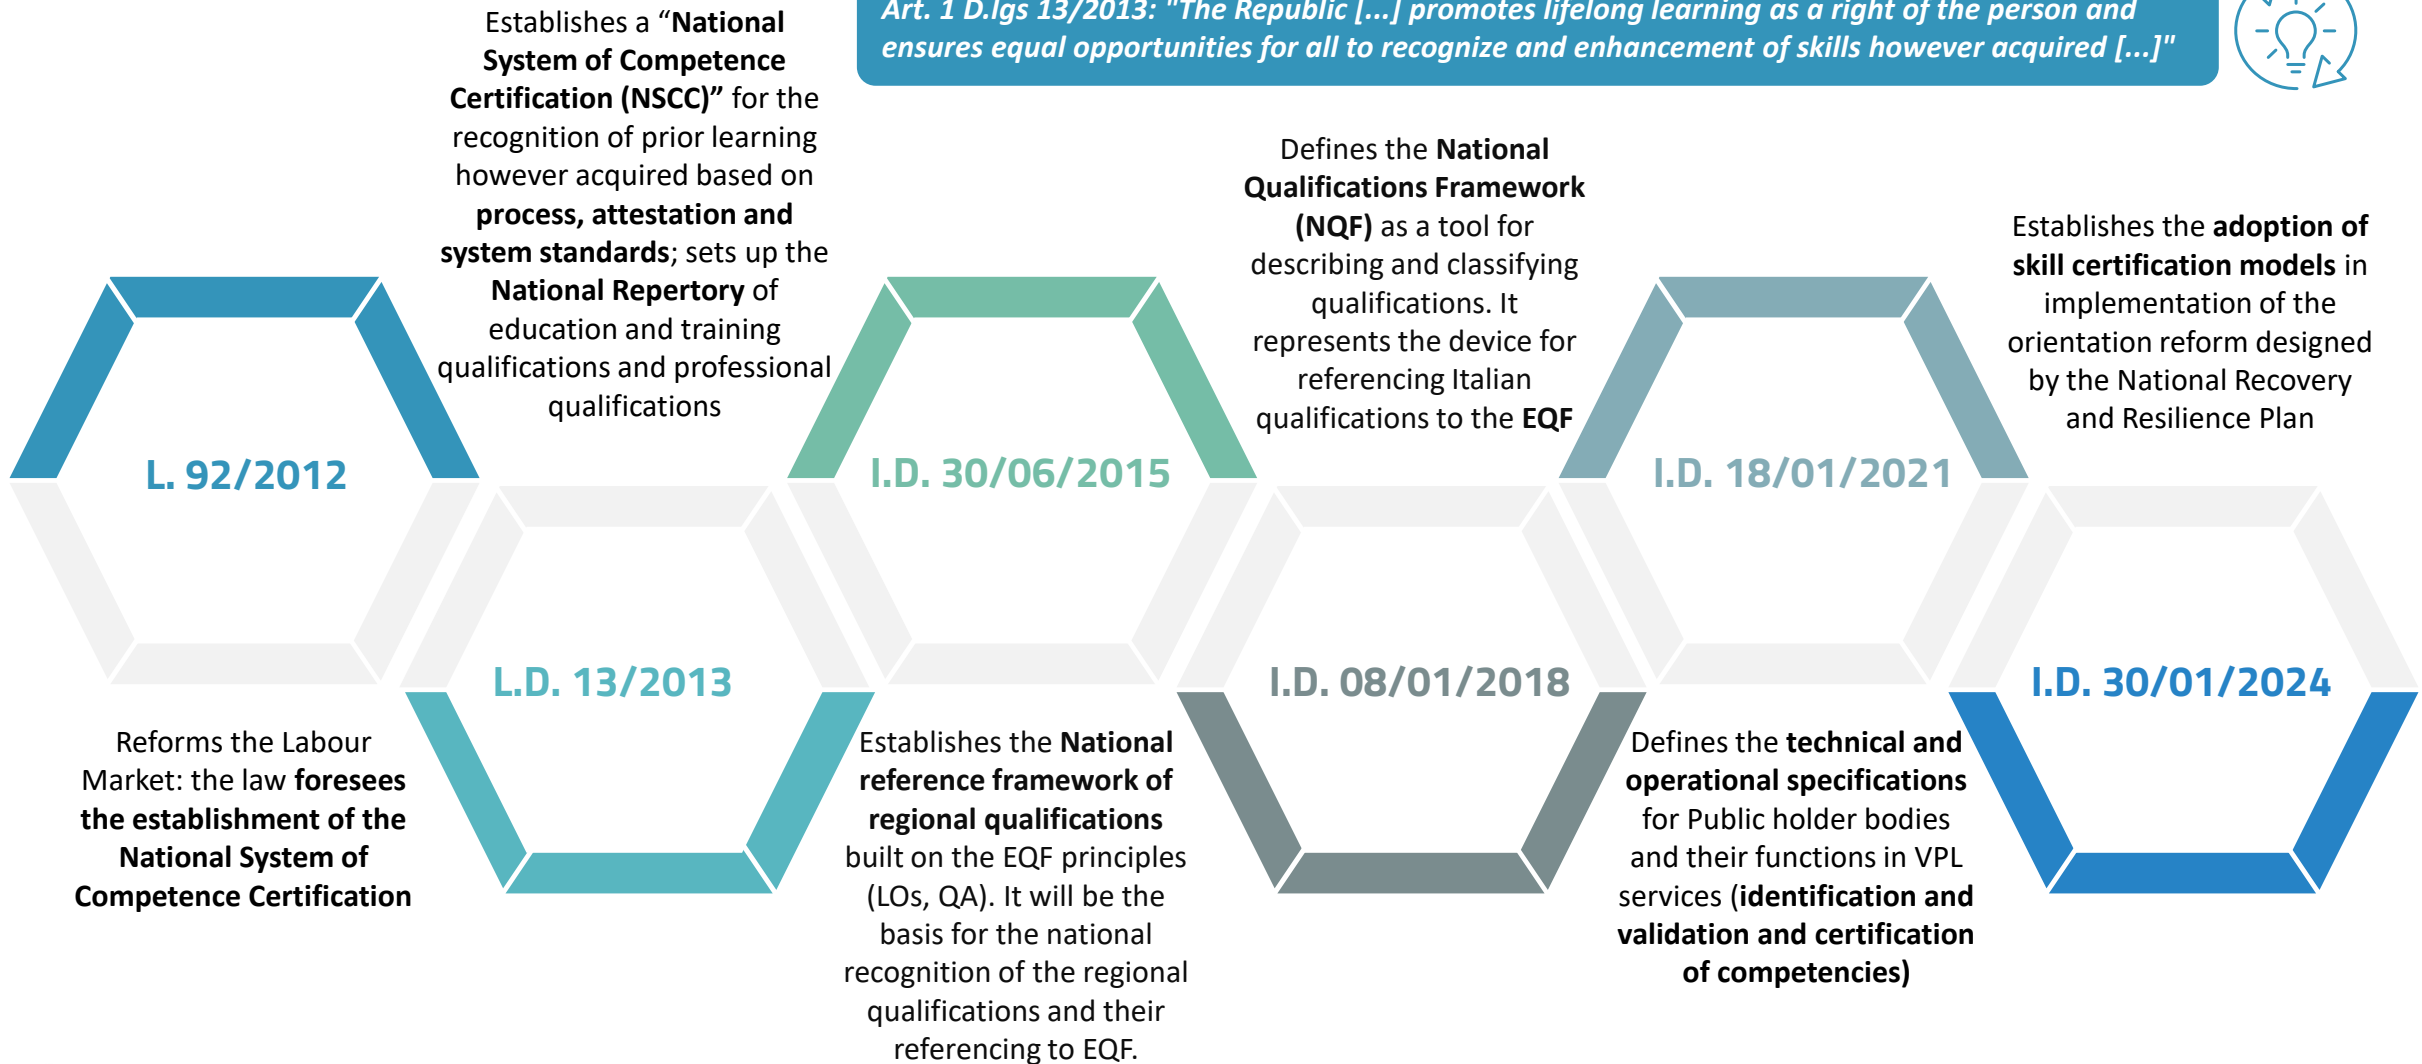 Art. 1 D.lgs 13/2013: "The Republic [...] promotes lifelong learning as a right of the person and
ensures equal opportunities for all to recognize and enhancement of skills however acquired [...]"
L. 92/2012
Reforms the Labour
Market: the law foresees
the establishment of the
National System of
Competence Certification
Establishes a “National
System of Competence
Certification (NSCC)” for the
recognition of prior learning
however acquired based on
process, attestation and
system standards; sets up the
National Repertory of
education and training
qualifications and professional
qualifications
L.D. 13/2013
I.D. 30/06/2015
Establishes the National
reference framework of
regional qualifications
built on the EQF principles
(LOs, QA). It will be the
basis for the national
recognition of the regional
qualifications and their
referencing to EQF.
Defines the National
Qualifications Framework
(NQF) as a tool for
describing and classifying
qualifications. It
represents the device for
referencing Italian
qualifications to the EQF
I.D. 08/01/2018
I.D. 18/01/2021
Defines the technical and
operational specifications
for Public holder bodies
and their functions in VPL
services (identification and
validation and certification
of competencies)
Establishes the adoption of
skill certification models in
implementation of the
orientation reform designed
by the National Recovery
and Resilience Plan
I.D. 30/01/2024